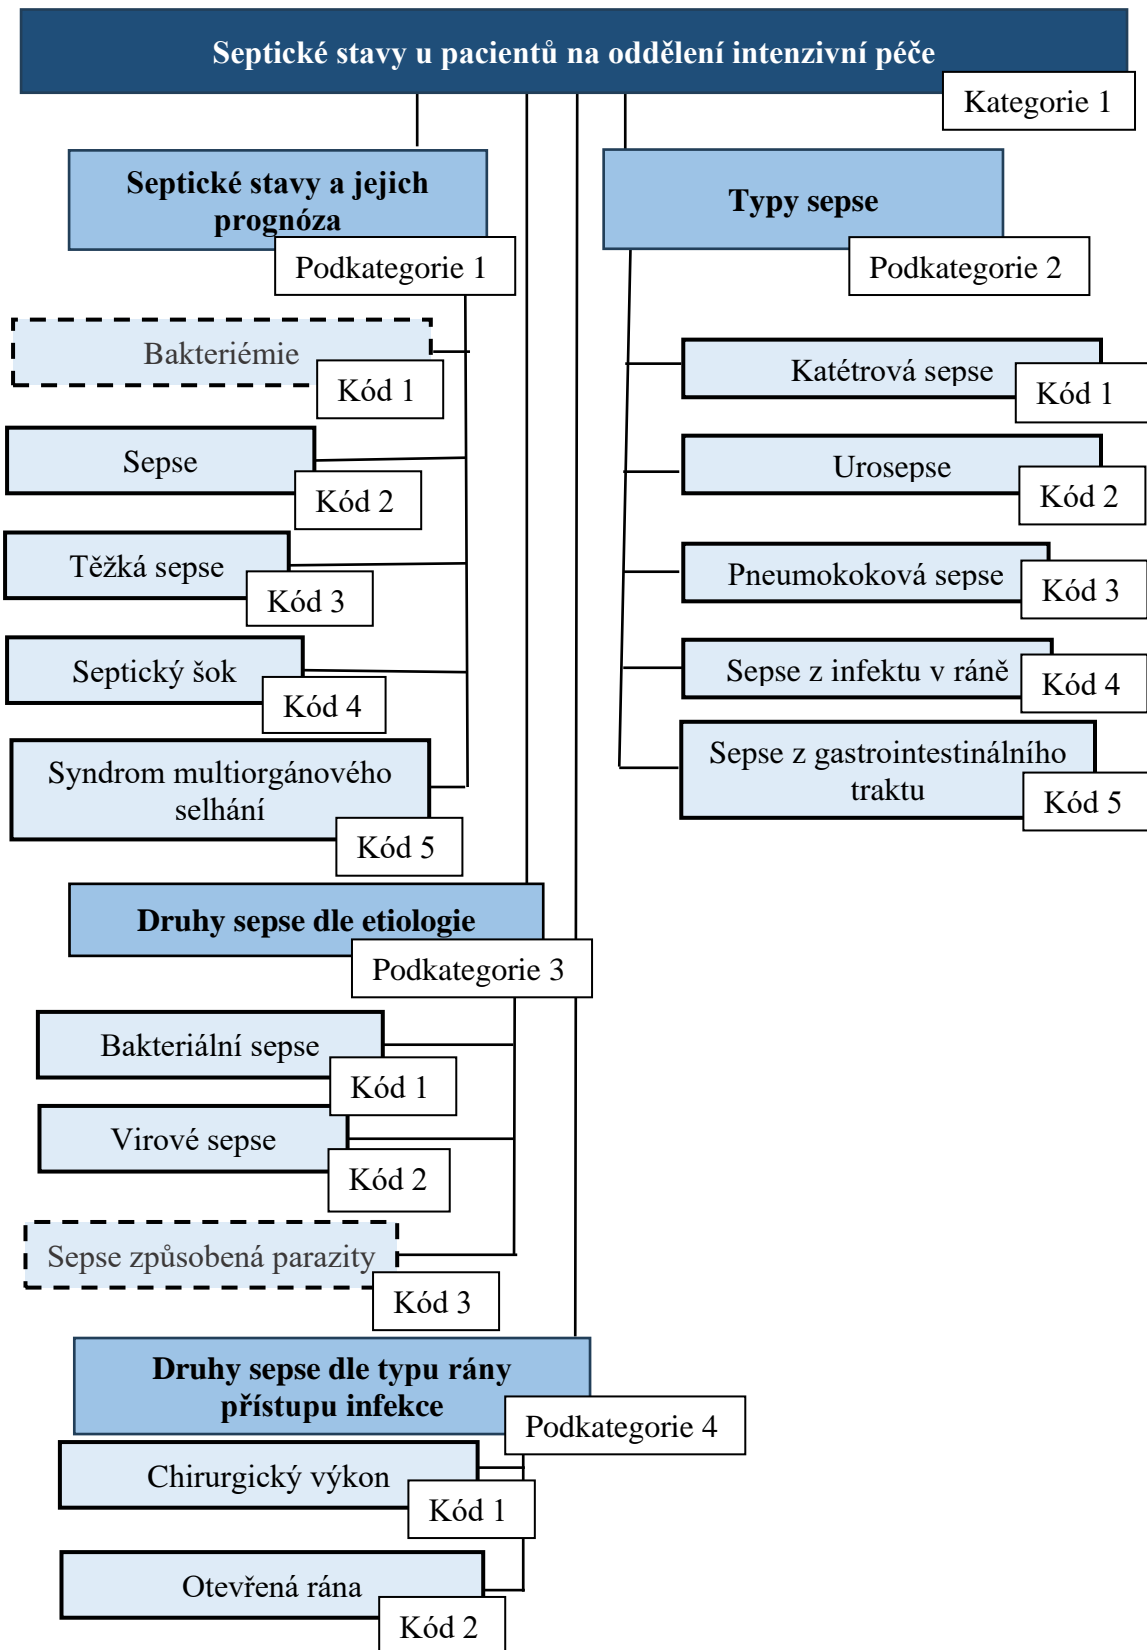 Septické stavy u pacientů na oddělení intenzivní péče
Kategorie 1
Septické stavy a jejich
prognóza
Podkategorie 1
Bakteriémie
Kód 1
Sepse
Kód 2
Těžká sepse
Kód 3
Septický šok
Kód 4
Syndrom multiorgánového
selhání
Kód 5
Typy sepse
Podkategorie 2
Katétrová sepse
Kód 1
Urosepse
Kód 2
Pneumokoková sepse
Kód 3
Sepse z infektu v ráně
Kód 4
Sepse z gastrointestinálního
traktu
Kód 5
Druhy sepse dle etiologie
Podkategorie 3
Bakteriální sepse
Kód 1
Virové sepse
Kód 2
Sepse způsobená parazity
Kód 3
Druhy sepse dle typu rány
přístupu infekce
Podkategorie 4
Chirurgický výkon
Kód 1
Otevřená rána
Kód 2